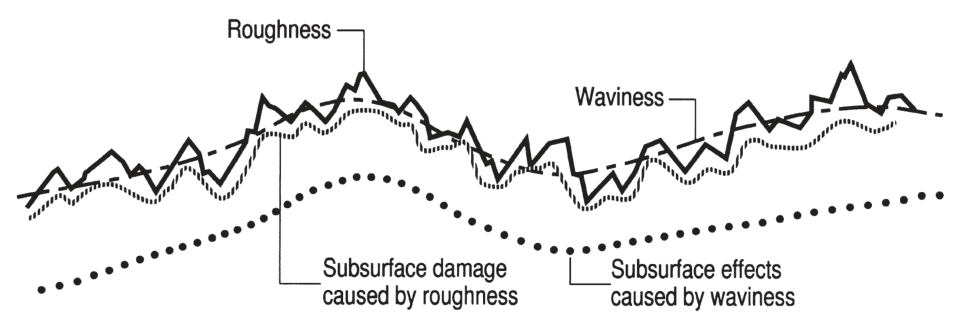 Roughness
Waviness
Subsurface damage
caused by roughness
Subsurface effects
caused by waviness